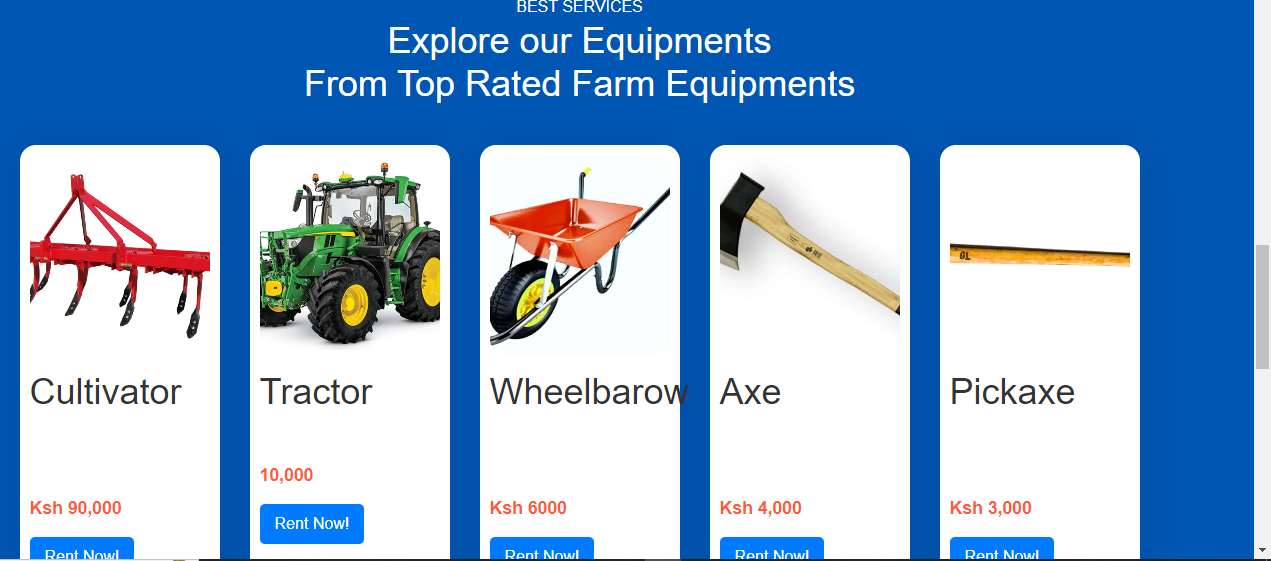 BEST SERVICES
Explore our Equipments
From Top Rated Farm Equipments
GL
Cultivator
Tractor
Wheelbarow
Axe
Pickaxe
10,000
Ksh 90,000
Ksh 6000
Ksh 4,000
Ksh 3,000
Rent Now!
Rent Now!
Rent Now!
Rent Now!
Rent Now!